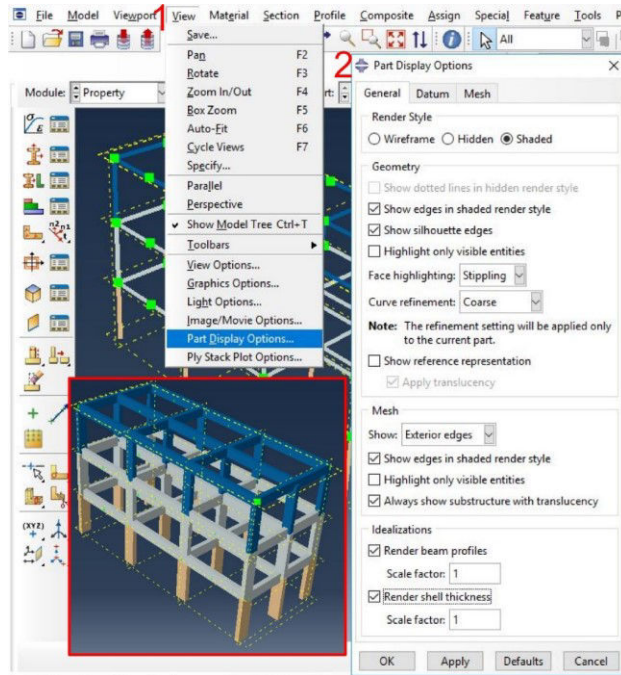 File Model Viewport View Material Section Profile Composite Assign Special Feature Tools P
1
All
Module: Property rt:
Save...
Pan F2
Rotate F3
Zoom In/Out F4
Box Zoom F5
Auto-Fit F6
Cycle Views F7
Specify...
Parallel
Perspective
Show Model Tree Ctrl+T
Toolbars
View Options...
Graphics Options...
Light Options...
Image/Movie Options...
Part Display Options...
Ply Stack Plot Options...
(XYZ)
2
Part Display Options
General Datum Mesh
Render Style
Wireframe Hidden Shaded
Geometry
Show dotted lines in hidden render style
Show edges in shaded render style
Show silhouette edges
Highlight only visible entities
Face highlighting: Stippling
Curve refinement: Coarse
Note: The refinement setting will be applied only
to the current part.
Show reference representation
Apply translucency
Mesh
Show: Exterior edges
Show edges in shaded render style
Highlight only visible entities
Always show substructure with translucency
Idealizations
Render beam profiles
Scale factor: 1
Render shell thickness
Scale factor: 1
OK Apply Defaults Cancel